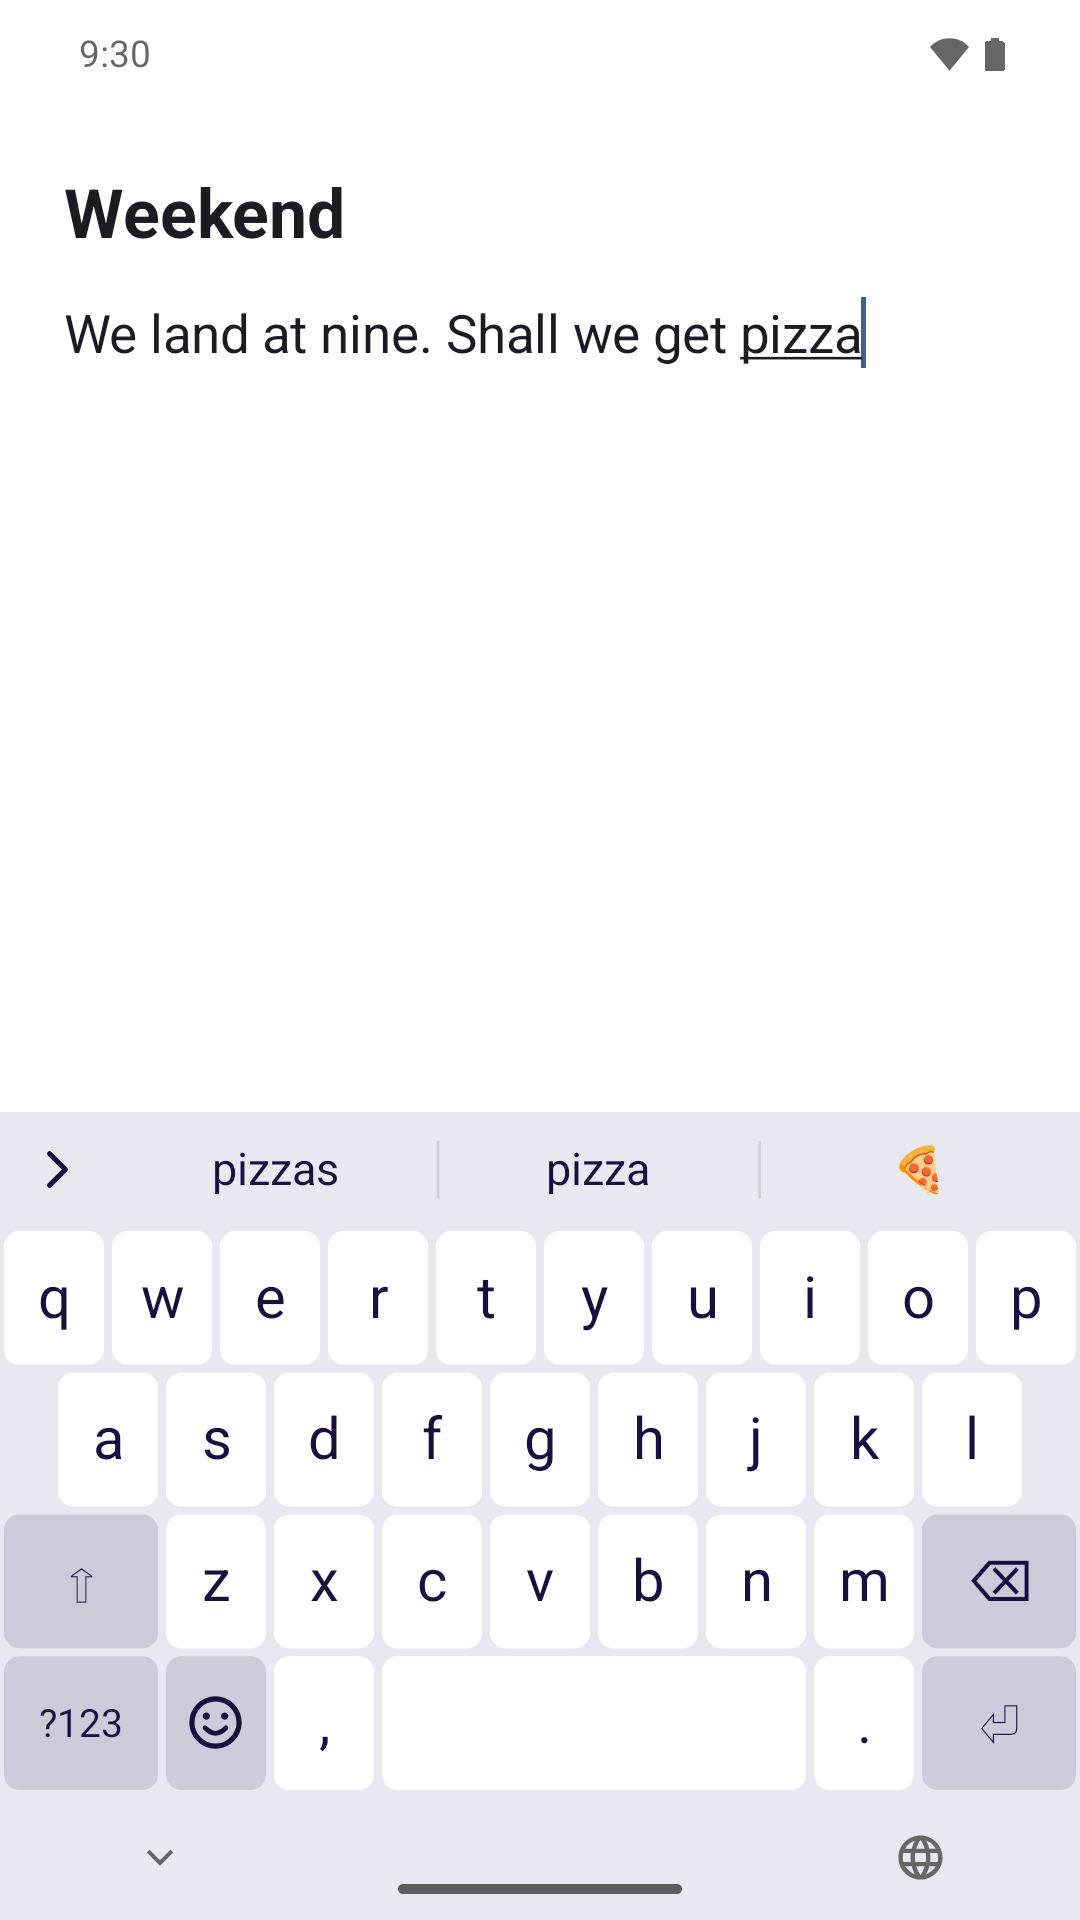 9:30
Weekend
We land at nine. Shall we get pizza
pizzas pizza 🍕
q w e r t y u i o p
a s d f g h j k l
⇧ z x c v b n m ⌫
?123 ☺ , . ⏎